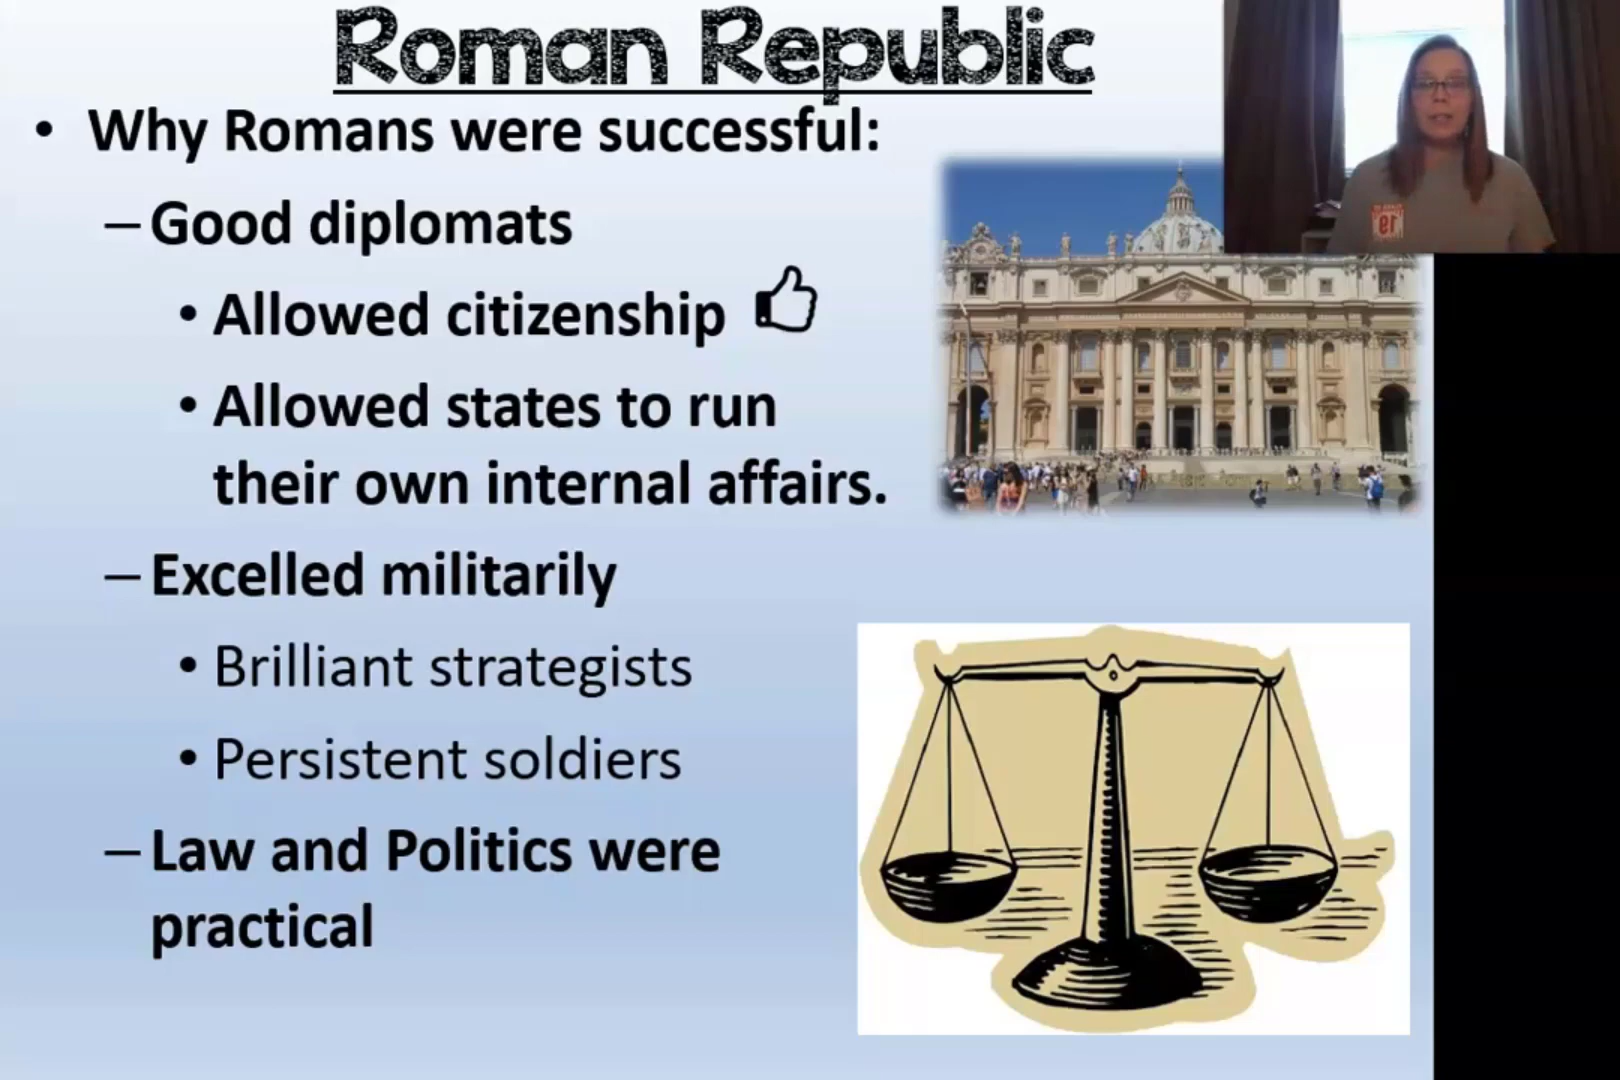 Roman Republic
• Why Romans were successful:
– Good diplomats
• Allowed citizenship
• Allowed states to run
their own internal affairs.
– Excelled militarily
• Brilliant strategists
• Persistent soldiers
– Law and Politics were
practical